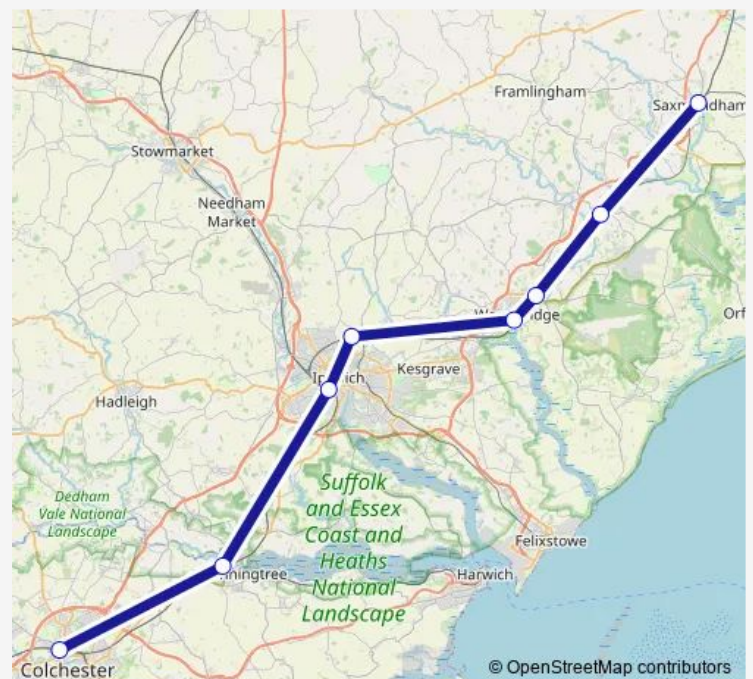 Framlingham
Stowmarket
Needham
Market
Kesgrave
Hadleigh
Suffolk
and Essex
Coast and
Heaths
National
Landscape
Dedham
Vale National
Landscape
Felixstowe
Harwich
Colchester
© OpenStreetMap contributors